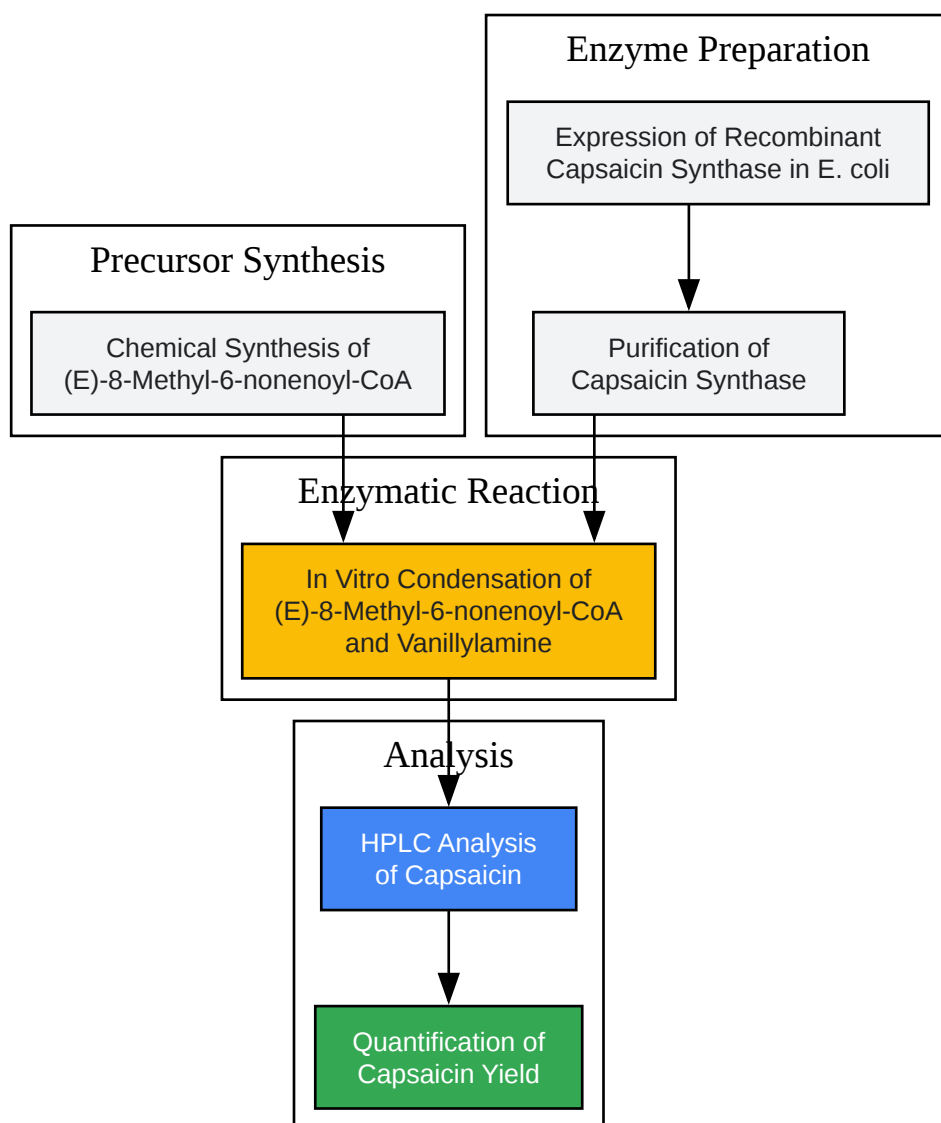 Enzyme Preparation
Expression of Recombinant
Capsaicin Synthase in E. coli
Precursor Synthesis
Chemical Synthesis of
(E)-8-Methyl-6-nonenoyl-CoA
Purification of
Capsaicin Synthase
Enzymatic Reaction
In Vitro Condensation of
(E)-8-Methyl-6-nonenoyl-CoA
and Vanillylamine
Analysis
HPLC Analysis
of Capsaicin
Quantification of
Capsaicin Yield